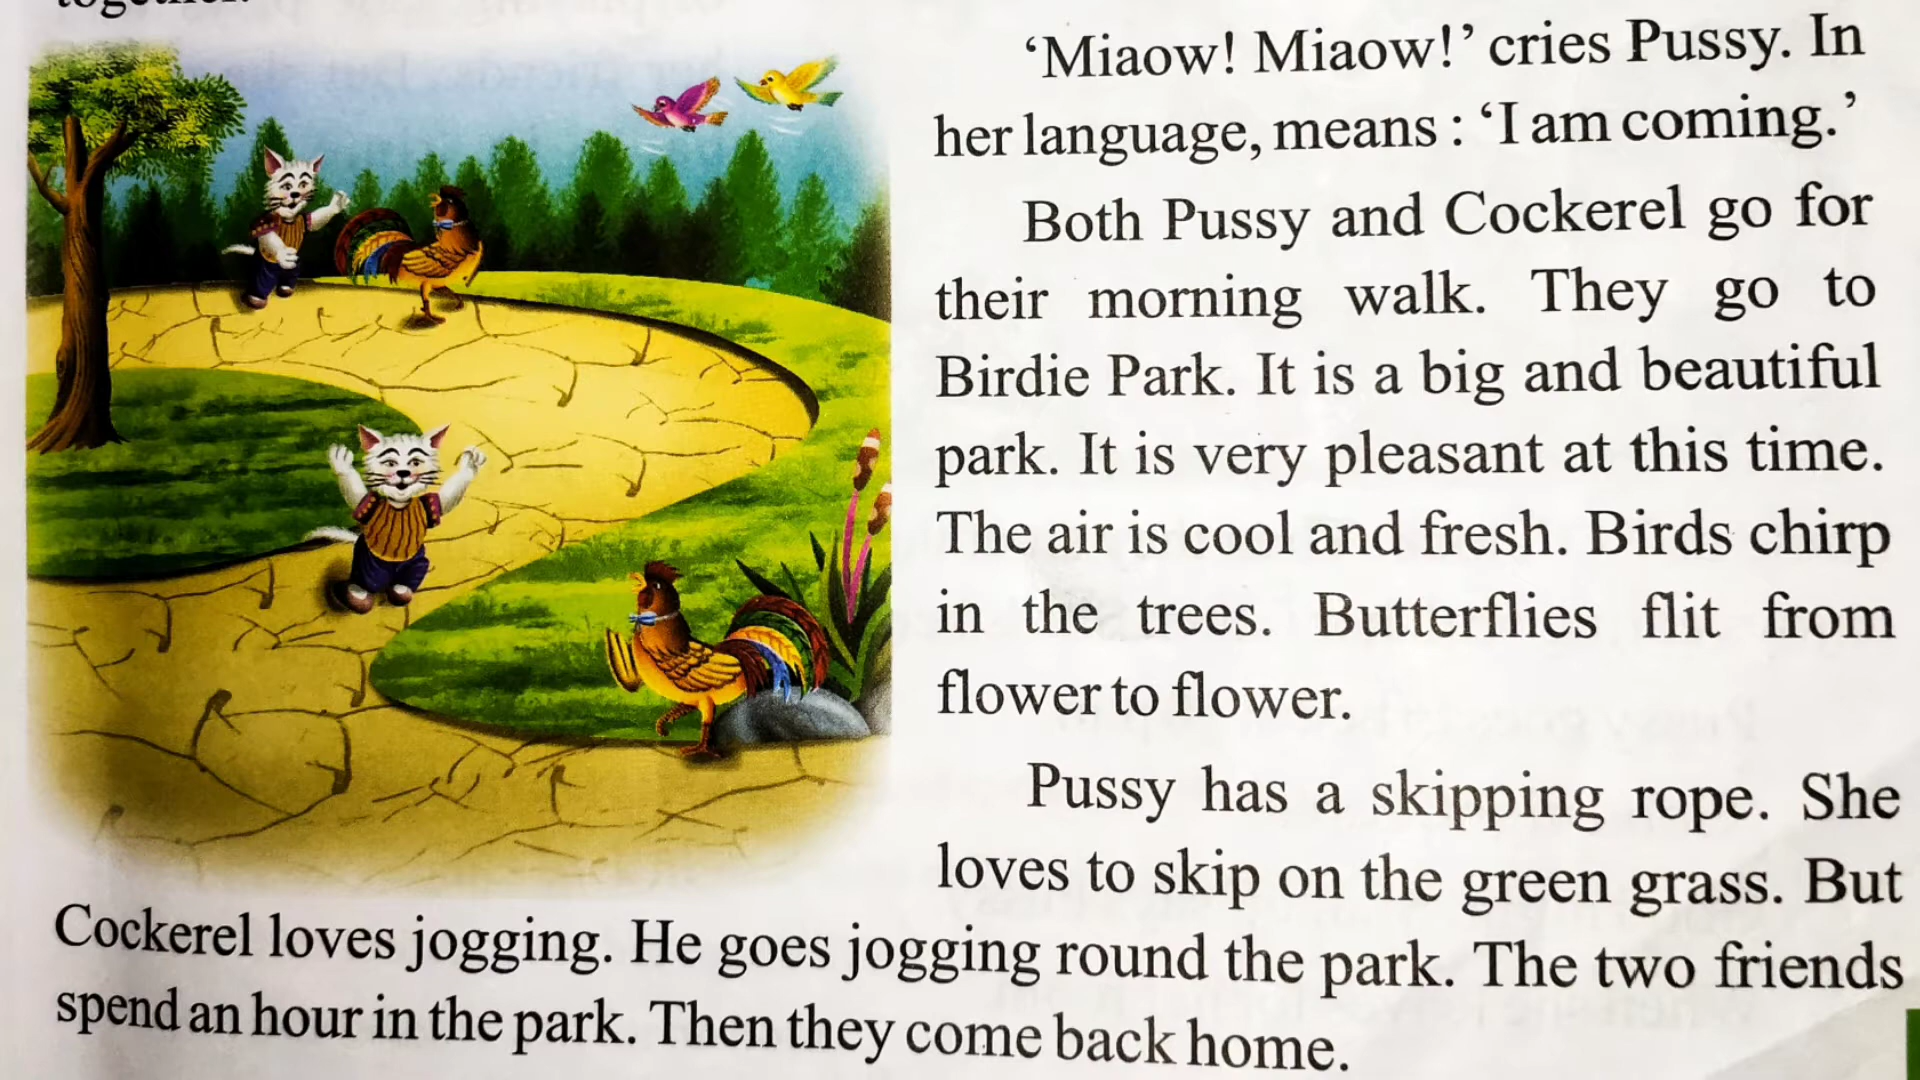 together.
‘Miaow! Miaow!’ cries Pussy. In
her language, means : ‘I am coming.’
Both Pussy and Cockerel go for
their morning walk. They go to
Birdie Park. It is a big and beautiful
park. It is very pleasant at this time.
The air is cool and fresh. Birds chirp
in the trees. Butterflies flit from
flower to flower.
Pussy has a skipping rope. She
loves to skip on the green grass. But
Cockerel loves jogging. He goes jogging round the park. The two friends
spend an hour in the park. Then they come back home.